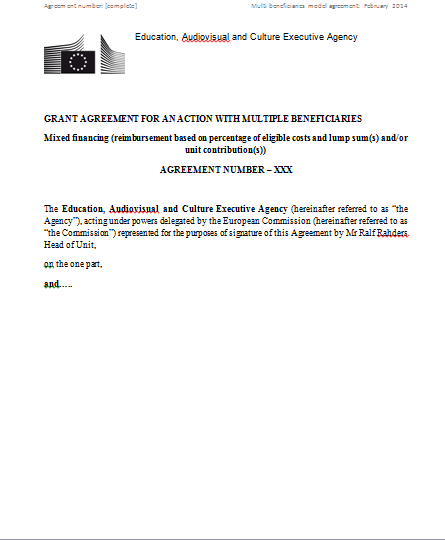 Agreement number: [complete] Multi beneficiaries model agreement: February 2014
Education, Audiovisual and Culture Executive Agency
GRANT AGREEMENT FOR AN ACTION WITH MULTIPLE BENEFICIARIES
Mixed financing (reimbursement based on percentage of eligible costs and lump sum(s) and/or
unit contribution(s))
AGREEMENT NUMBER – XXX
The Education, Audiovisual and Culture Executive Agency (hereinafter referred to as “the
Agency”), acting under powers delegated by the European Commission (hereinafter referred to as
“the Commission”) represented for the purposes of signature of this Agreement by Mr Ralf Rahders
Head of Unit,
on the one part,
and…..